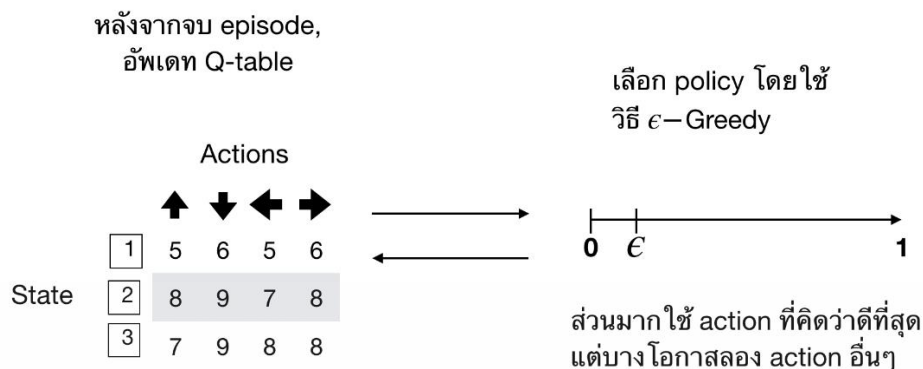 หลังจากจบ episode,
อัพเดท Q-table
Actions
1 5 6 5 6
State 2 8 9 7 8
3 7 9 8 8
เลือก policy โดยใช้
วิธี ϵ–Greedy
0 ϵ 1
ส่วนมากใช้ action ที่คิดว่าดีที่สุด
แต่บางโอกาสลอง action อื่นๆ